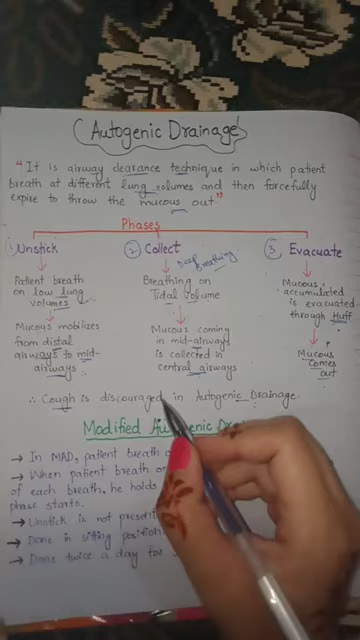 Autogenic Drainage
"It is airway clearance technique in which patient
breath at different lung volumes and then forcefully
expire to throw the mucous out"
Phases
① Unstick
Patient breath
on low lung
volumes
Mucous mobilizes
from distal
airways to mid-
airways
② Collect
Deep
Breathing
Breathing on
Tidal volume
Mucous coming
in mid-airways
is collected in
central airways
③ Evacuate
Mucous
accumulated
is evacuated
through Huff
Mucous
comes
out
∴ Cough is discouraged in Autogenic Drainage.
Modified Autogenic
→ In MAD, patient breath
→ When patient breath on
of each breath, he holds
phase starts.
→ Unstick is not present
→ Done in sitting position
→ Done twice a day for